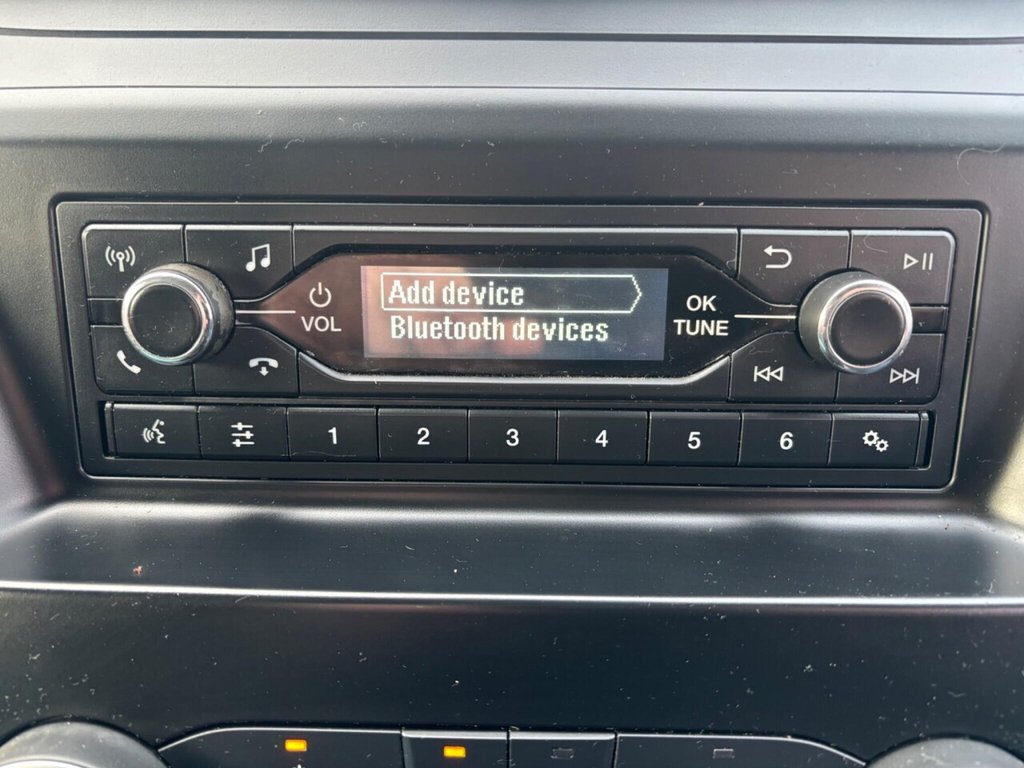 Add device
Bluetooth devices
VOL
OK
TUNE
1 2 3 4 5 6